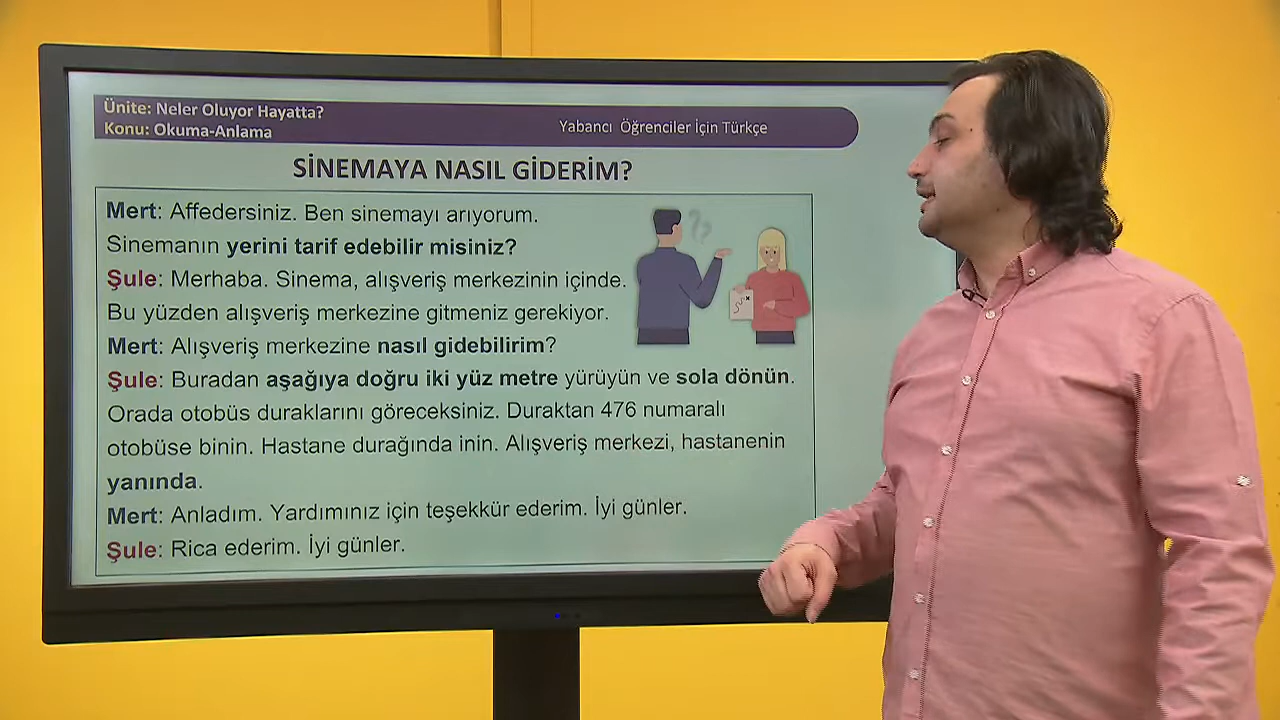 Ünite: Neler Oluyor Hayatta?
Konu: Okuma-Anlama
Yabancı Öğrenciler İçin Türkçe
SİNEMAYA NASIL GİDERİM?
Mert: Affedersiniz. Ben sinemayı arıyorum.
Sinemanın yerini tarif edebilir misiniz?
Şule: Merhaba. Sinema, alışveriş merkezinin içinde.
Bu yüzden alışveriş merkezine gitmeniz gerekiyor.
Mert: Alışveriş merkezine nasıl gidebilirim?
Şule: Buradan aşağıya doğru iki yüz metre yürüyün ve sola dönün.
Orada otobüs duraklarını göreceksiniz. Duraktan 476 numaralı
otobüse binin. Hastane durağında inin. Alışveriş merkezi, hastanenin
yanında.
Mert: Anladım. Yardımınız için teşekkür ederim. İyi günler.
Şule: Rica ederim. İyi günler.